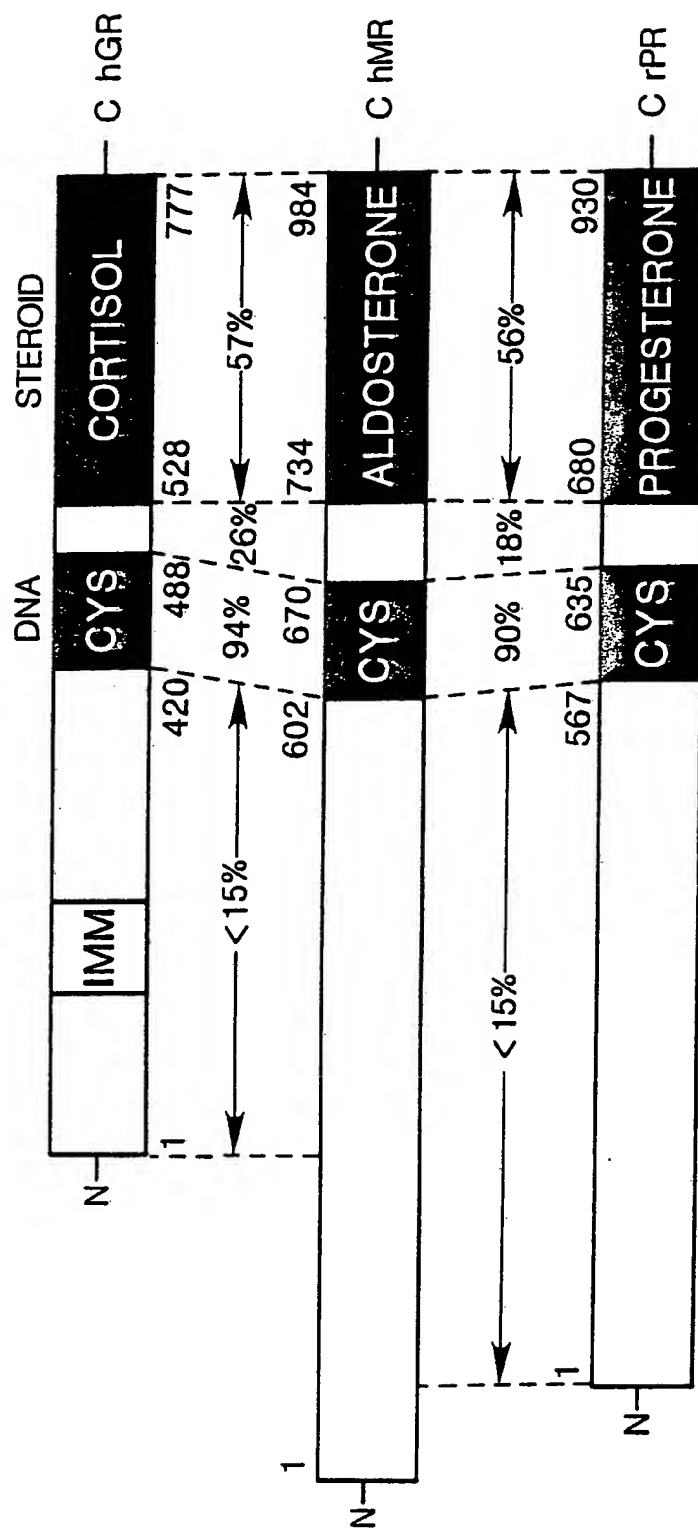 DNA STEROID
N IMM CYS CORTISOL C hGR
1 420 488 528 777
<15% 94% 26% 57%
1 602 670 734 984
N CYS ALDOSTERONE C hMR
<15% 90% 18% 56%
1 567 635 680 930
N CYS PROGESTERONE C rPR